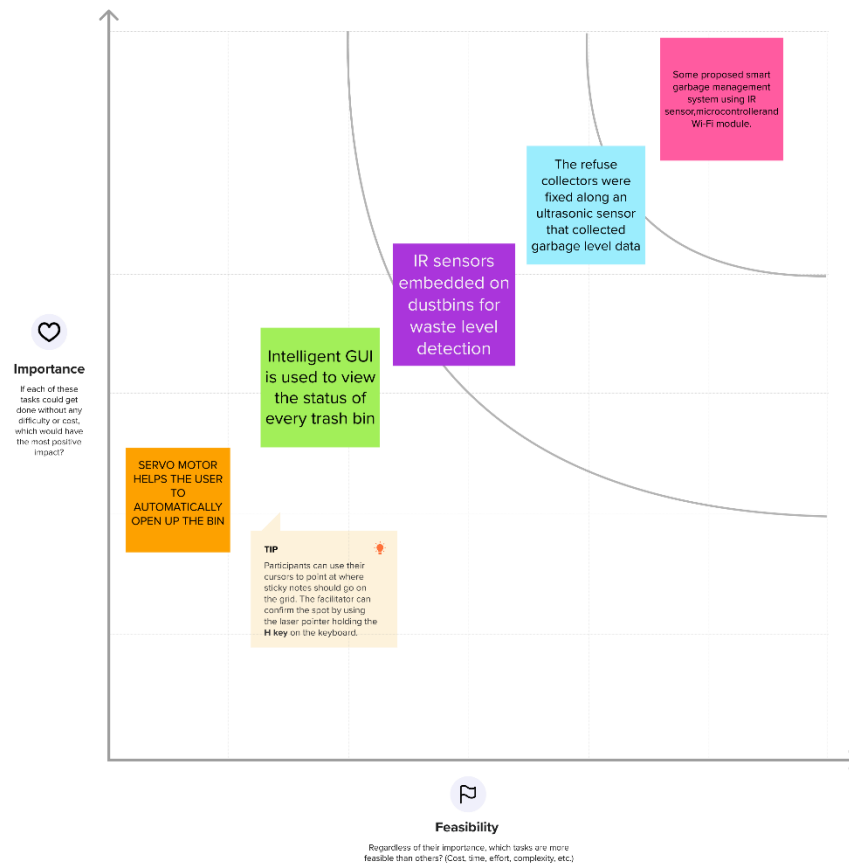 Some proposed smart
garbage management
system using IR
sensor,microcontrollerand
Wi-Fi module.
The refuse
collectors were
fixed along an
ultrasonic sensor
that collected
garbage level data
IR sensors
embedded on
dustbins for
waste level
detection
Intelligent GUI
is used to view
the status of
every trash bin
SERVO MOTOR
HELPS THE USER
TO
AUTOMATICALLY
OPEN UP THE BIN
TIP
Participants can use their
cursors to point at where
sticky notes should go on
the grid. The facilitator can
confirm the spot by using
the laser pointer holding the
H key on the keyboard.
Importance
If each of these
tasks could get
done without any
difficulty or cost,
which would have
the most positive
impact?
Feasibility
Regardless of their importance, which tasks are more
feasible than others? (Cost, time, effort, complexity, etc.)